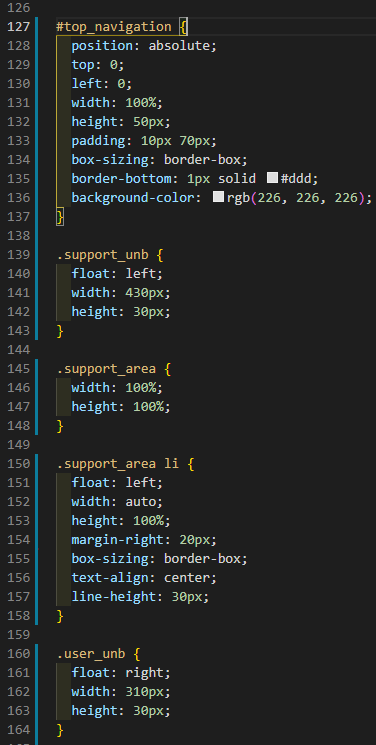 126
127 #top_navigation {
128 position: absolute;
129 top: 0;
130 left: 0;
131 width: 100%;
132 height: 50px;
133 padding: 10px 70px;
134 box-sizing: border-box;
135 border-bottom: 1px solid #ddd;
136 background-color: rgb(226, 226, 226);
137 }
138
139 .support_unb {
140 float: left;
141 width: 430px;
142 height: 30px;
143 }
144
145 .support_area {
146 width: 100%;
147 height: 100%;
148 }
149
150 .support_area li {
151 float: left;
152 width: auto;
153 height: 100%;
154 margin-right: 20px;
155 box-sizing: border-box;
156 text-align: center;
157 line-height: 30px;
158 }
159
160 .user_unb {
161 float: right;
162 width: 310px;
163 height: 30px;
164 }